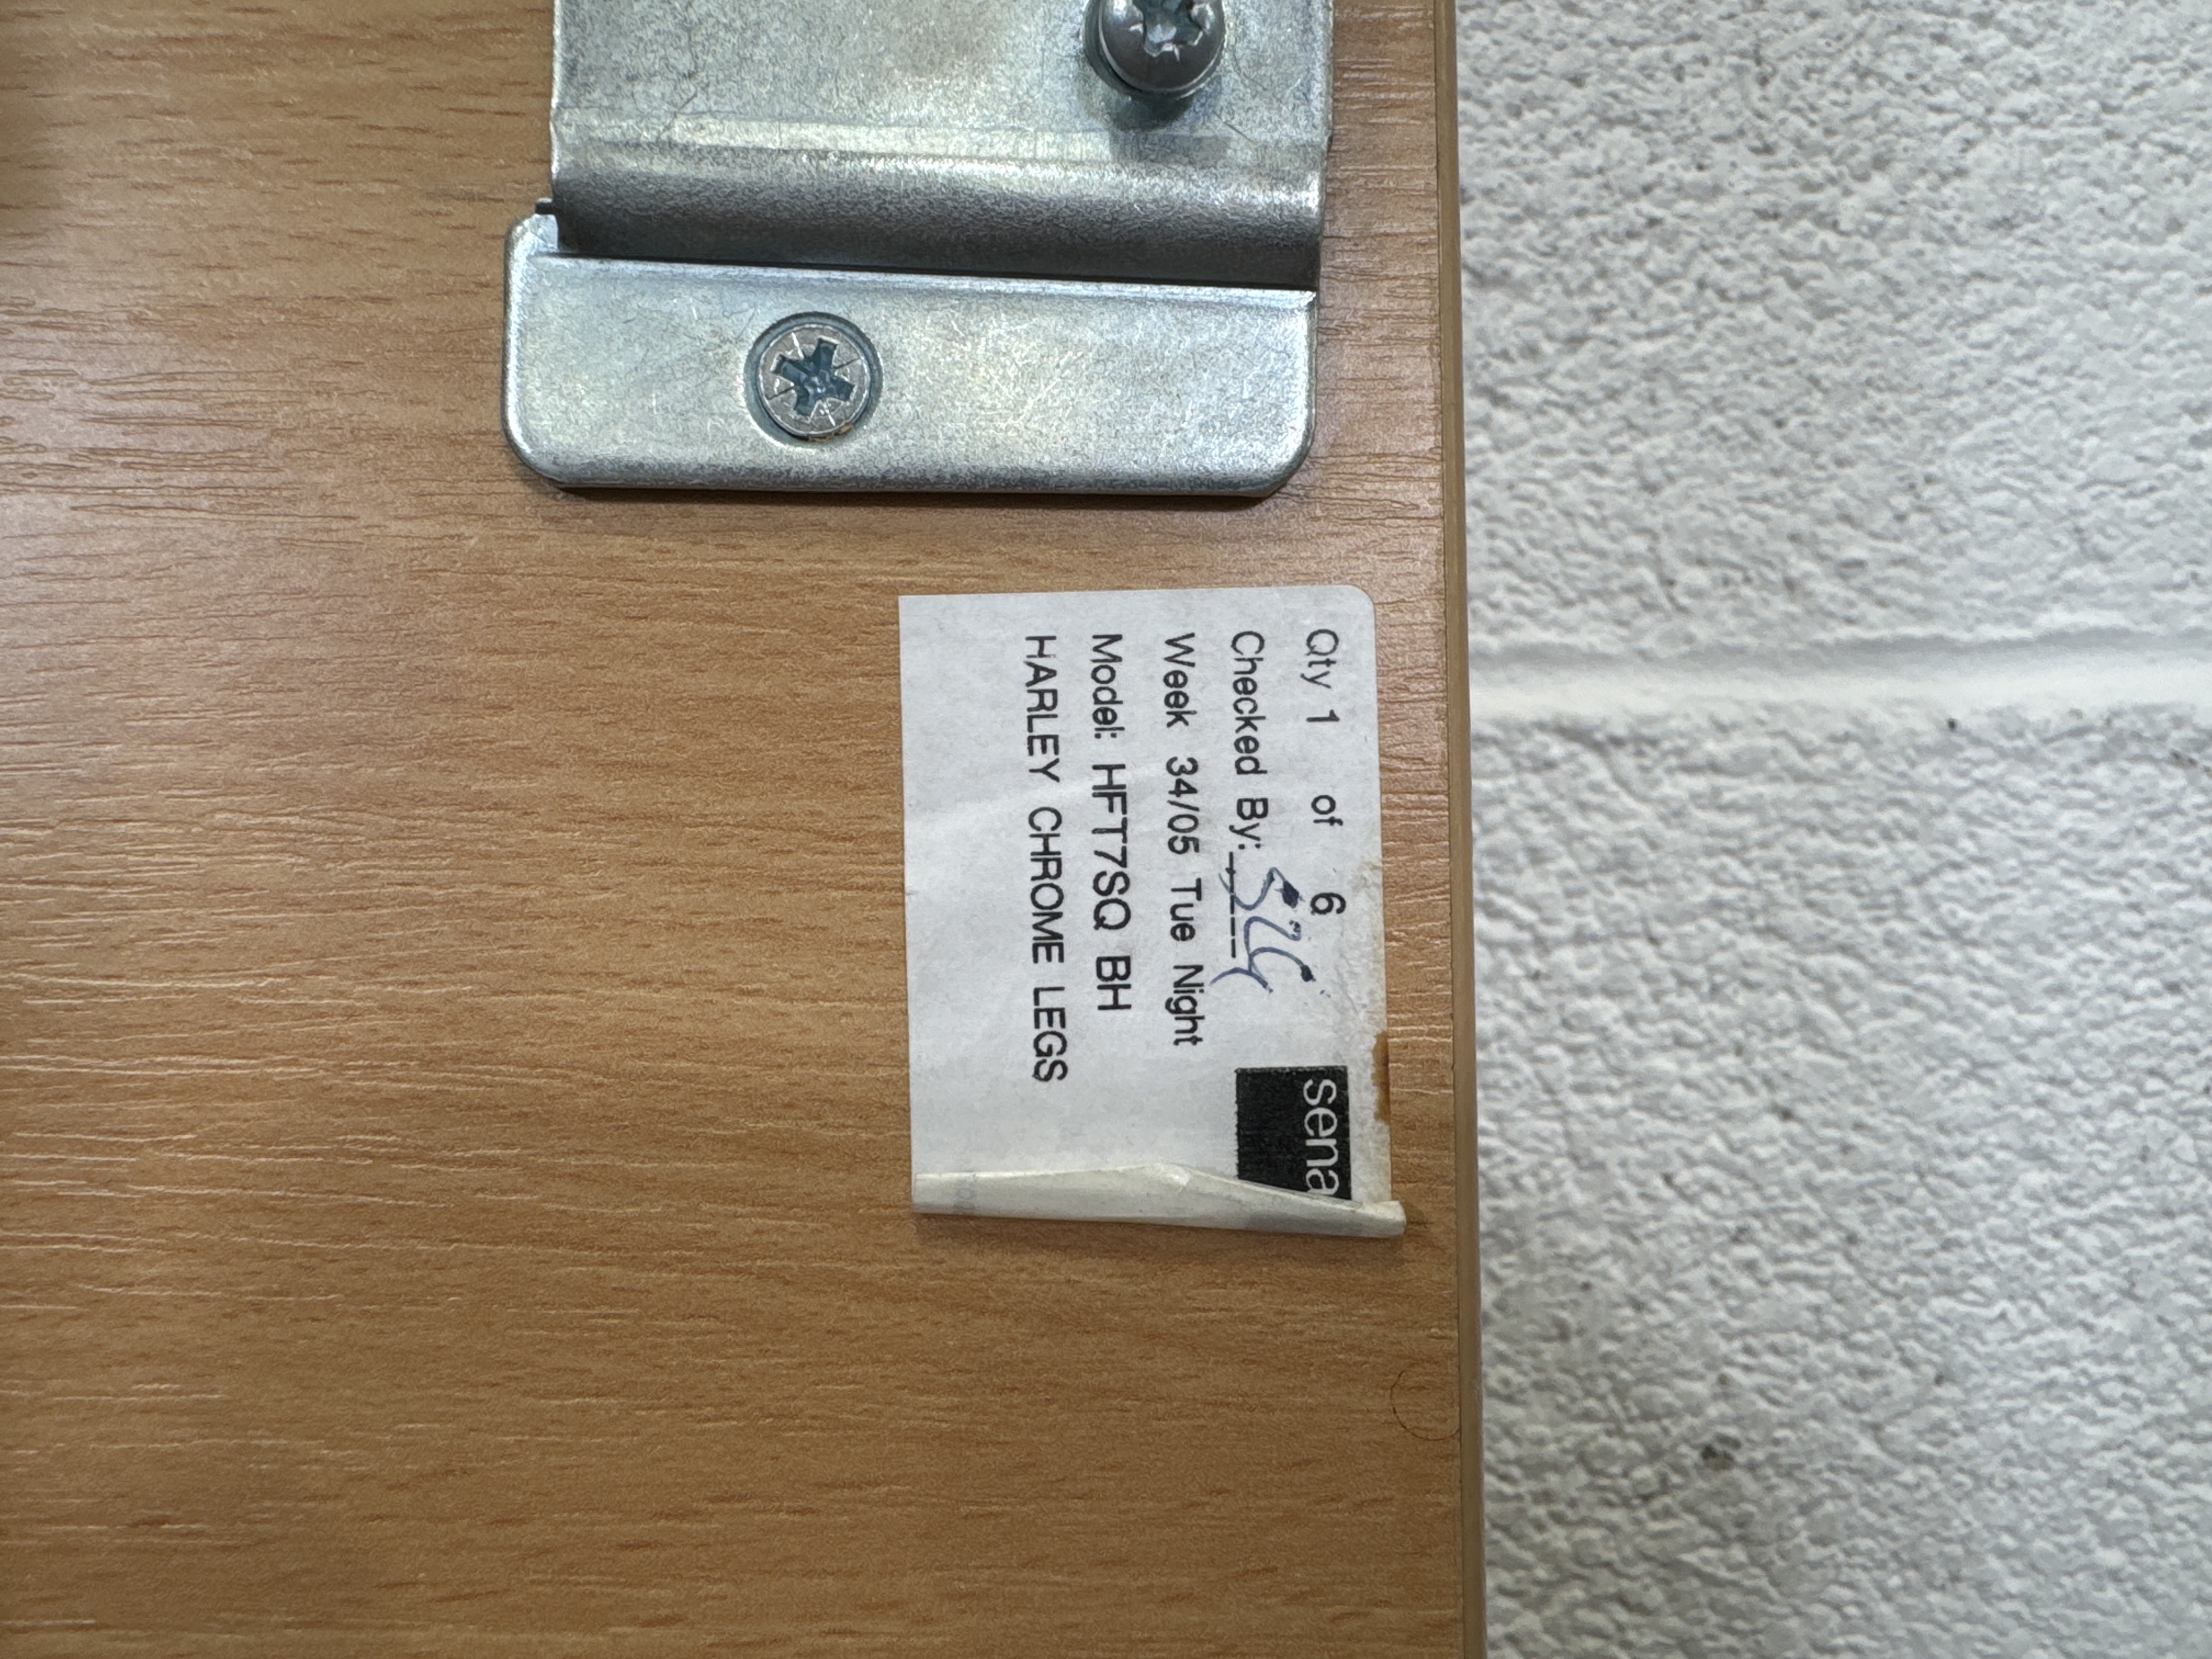 Qty 1 of 6
Checked By:
Week 34/05 Tue Night
Model: HFT7SQ BH
HARLEY CHROME LEGS
sena